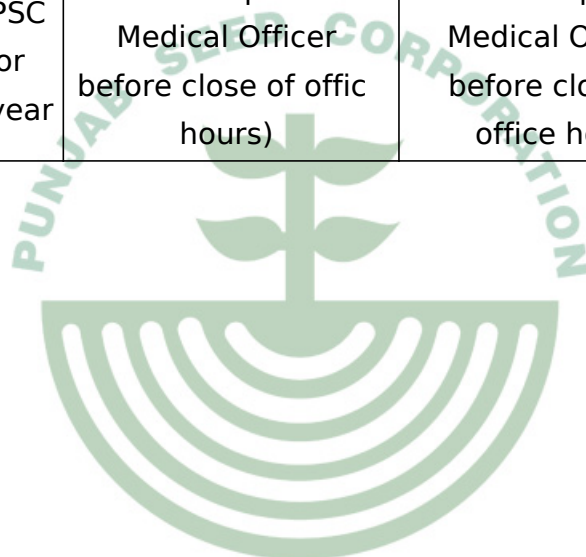 PSC
or
year
Medical Officer
before close of offic
hours)
Medical O
before clo
office h
PUNJAB SEED CORPORATION